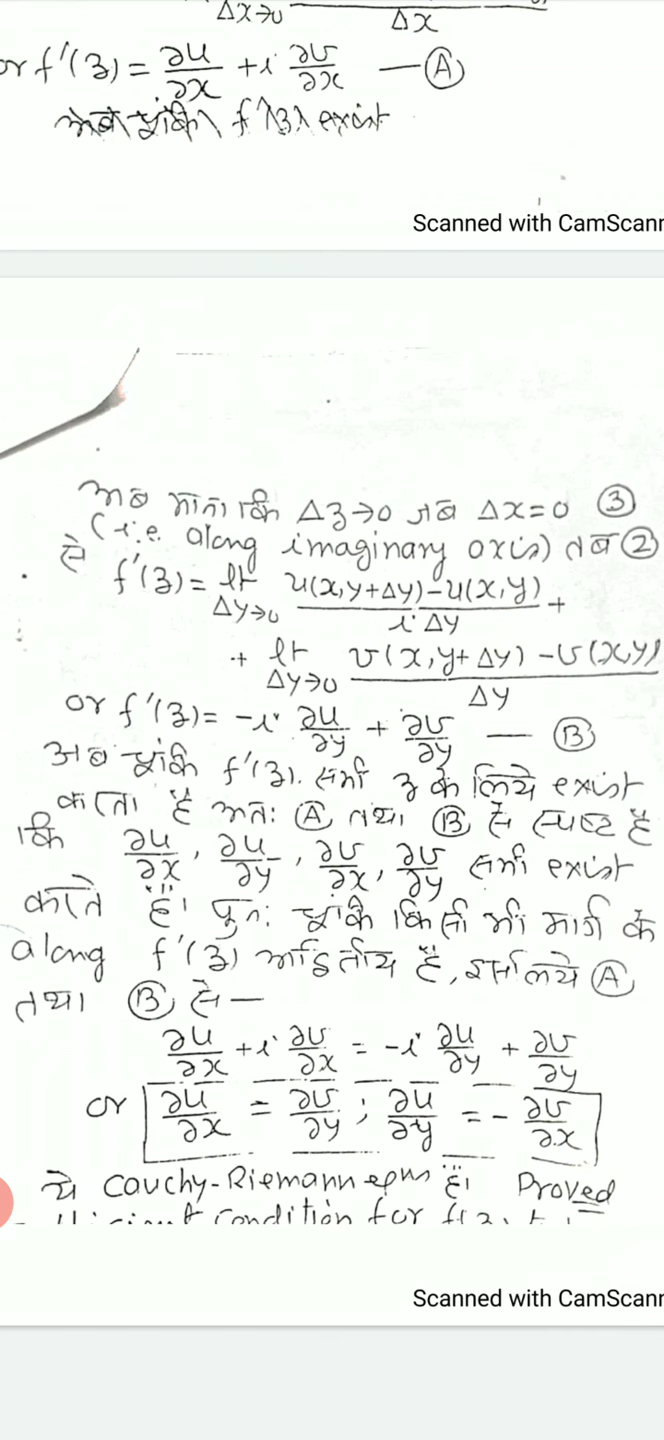 Δx→0 Δx
or f'(z) = ∂u/∂x + i ∂v/∂x — (A)
Scanned with CamScanr
अब माना कि Δz→0 जब Δx=0 (3)
(i.e. along imaginary axis) तब (2)
से
f'(z) = lt Δy→0 u(x,y+Δy)-u(x,y) / iΔy +
+ lt Δy→0 v(x,y+Δy)-v(x,y) / Δy
or f'(z) = -i ∂u/∂y + ∂v/∂y — (B)
अब चूंकि f'(z). सभी z के लिये exist
करता है अतः (A) तथा (B) से स्पष्ट है
कि ∂u/∂x, ∂u/∂y, ∂v/∂x, ∂v/∂y सभी exist
करते हैं। पुनः चूंकि किसी भी मार्ग के
along f'(z) अद्वितीय है, इसलिये (A)
तथा (B) से —
∂u/∂x + i ∂v/∂x = -i ∂u/∂y + ∂v/∂y
or ∂u/∂x = ∂v/∂y ; ∂u/∂y = - ∂v/∂x
ये Cauchy-Riemann eqns हैं। Proved
condition for
Scanned with CamScanr